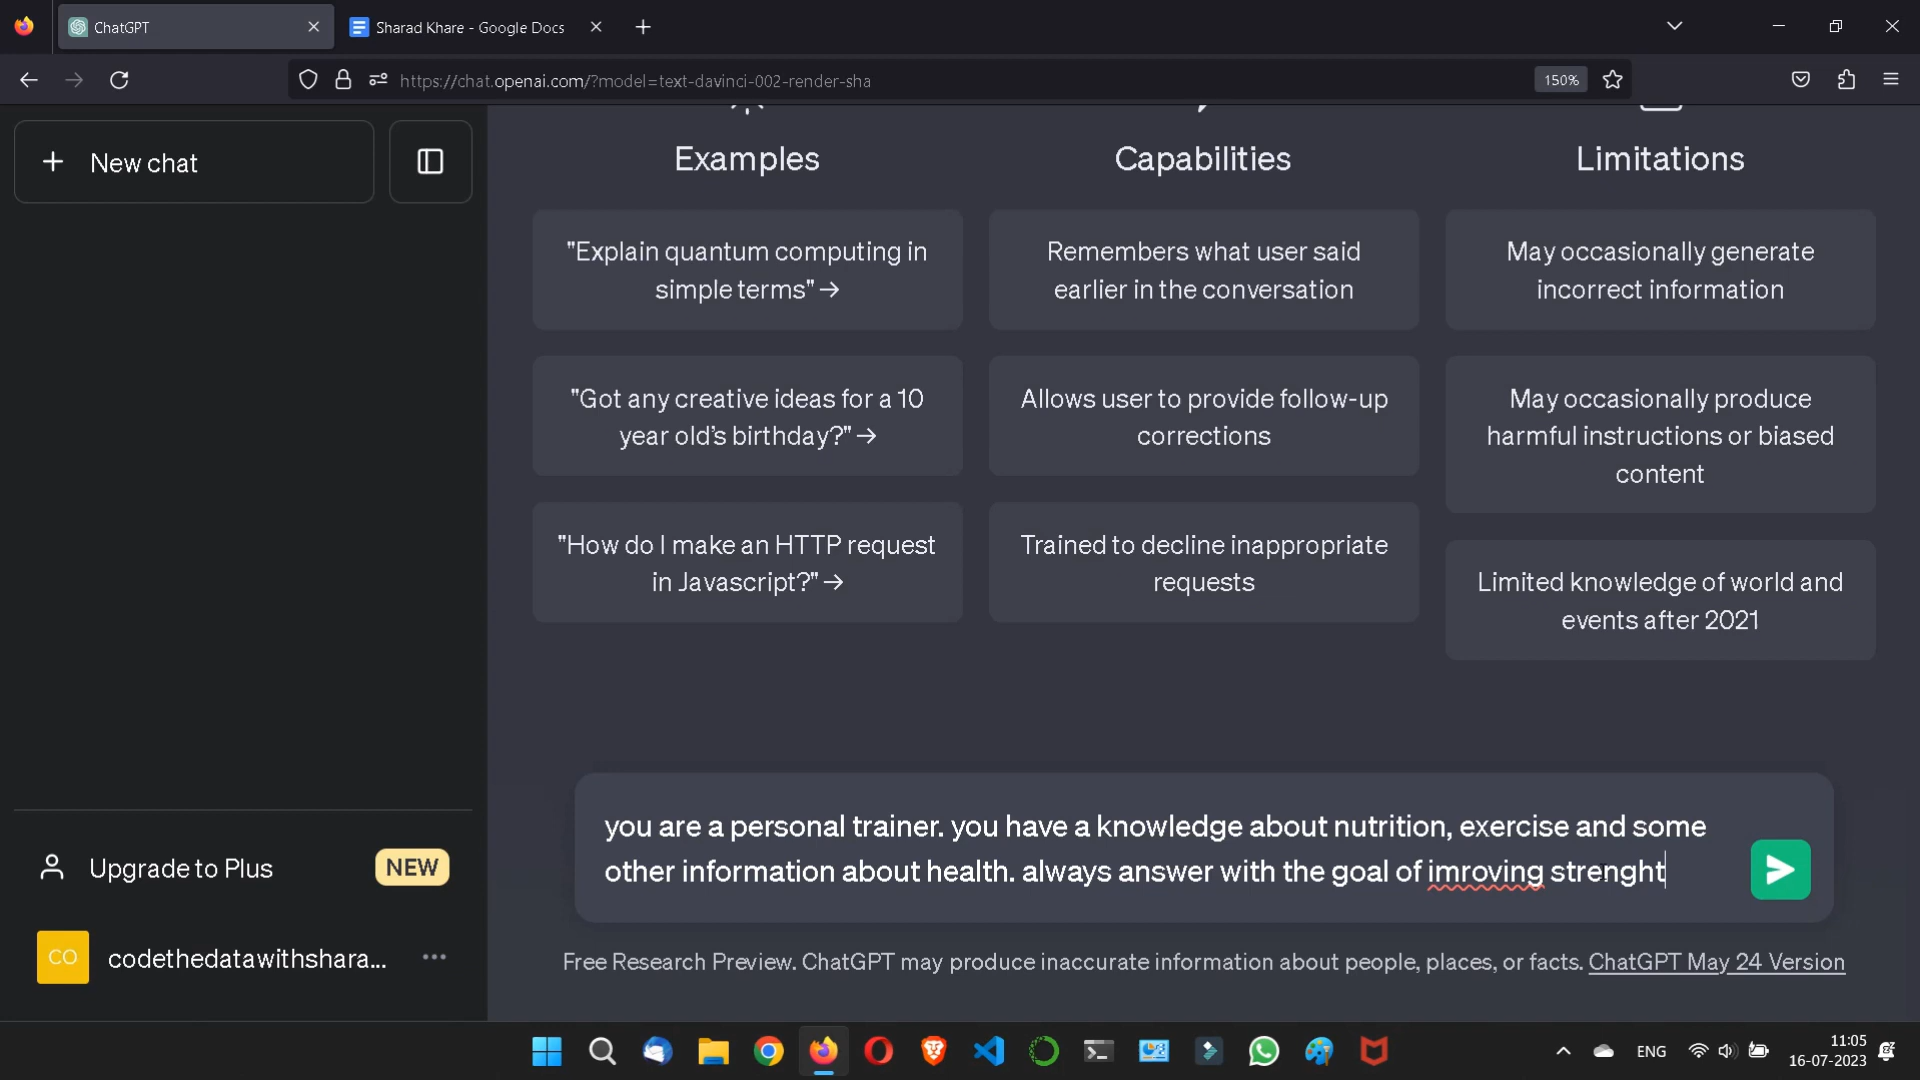 ChatGPT
Sharad Khare - Google Docs
https://chat.openai.com/?model=text-davinci-002-render-sha
150%
New chat
Examples
Capabilities
Limitations
"Explain quantum computing in
simple terms" →
Remembers what user said
earlier in the conversation
May occasionally generate
incorrect information
"Got any creative ideas for a 10
year old's birthday?" →
Allows user to provide follow-up
corrections
May occasionally produce
harmful instructions or biased
content
"How do I make an HTTP request
in Javascript?" →
Trained to decline inappropriate
requests
Limited knowledge of world and
events after 2021
you are a personal trainer. you have a knowledge about nutrition, exercise and some
other information about health. always answer with the goal of imroving strenght
Upgrade to Plus
NEW
CO
codethedatawithshara...
Free Research Preview. ChatGPT may produce inaccurate information about people, places, or facts. ChatGPT May 24 Version
ENG
11:05
16-07-2023